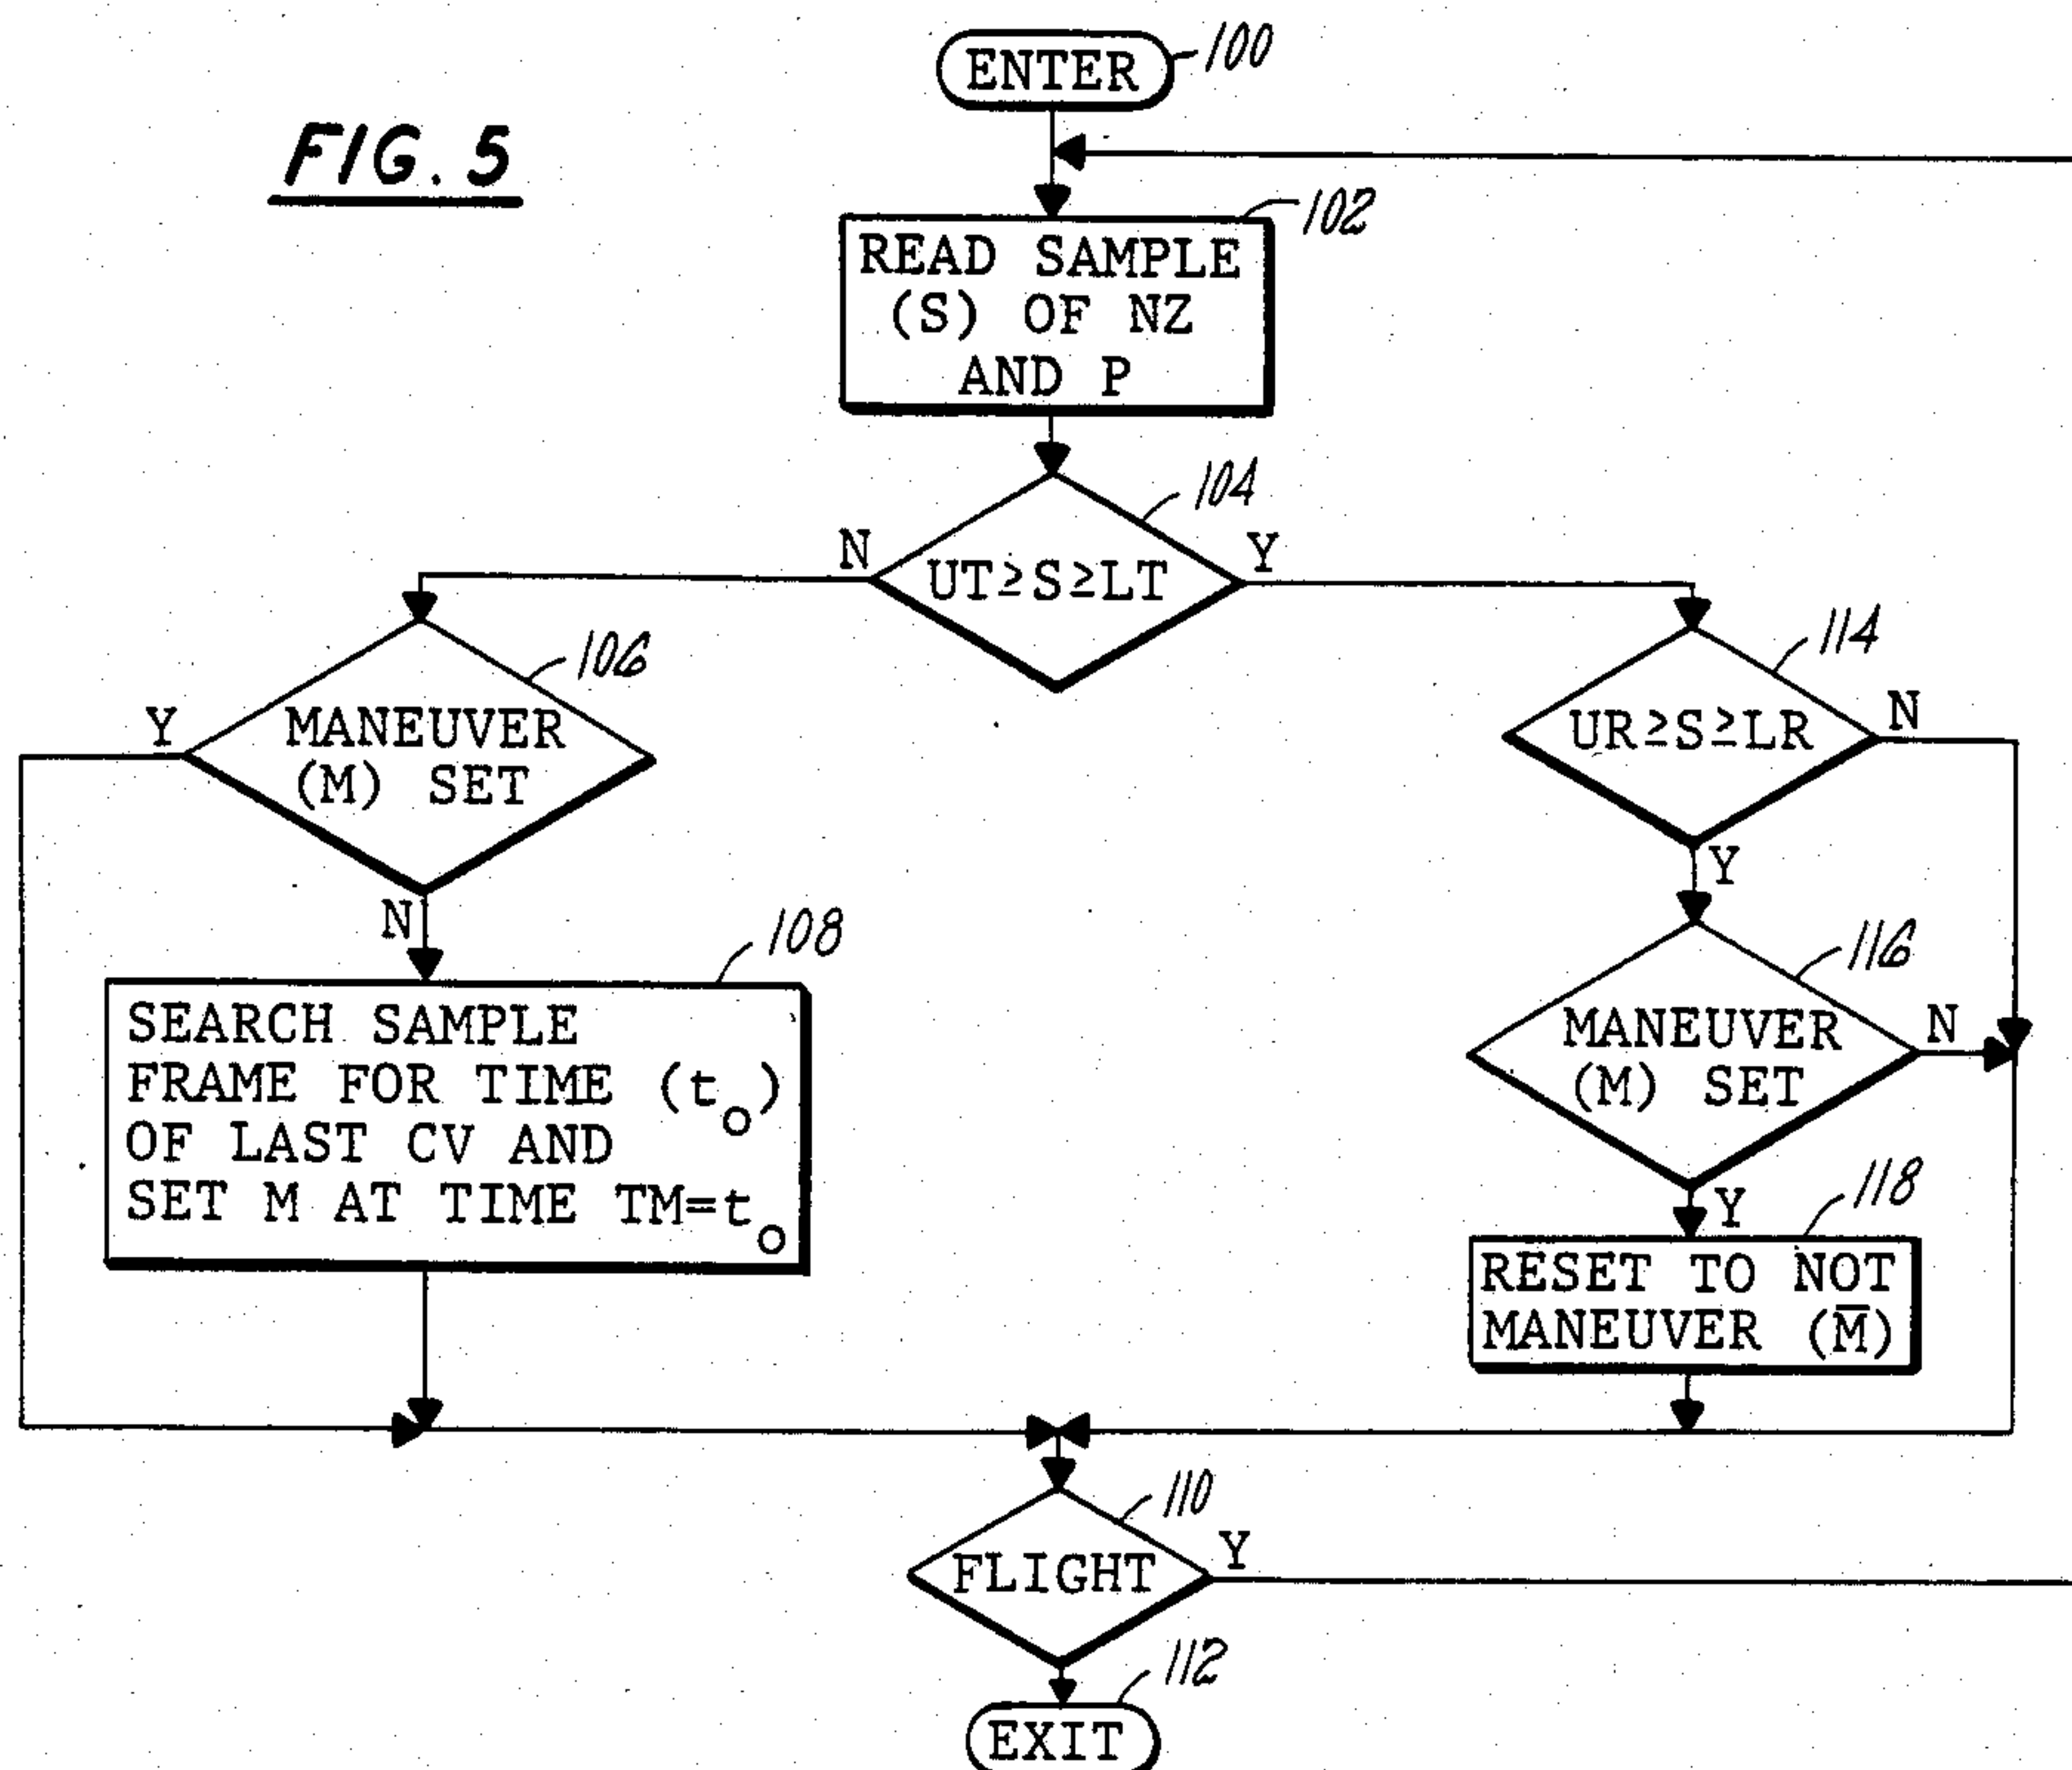 FIG. 5
ENTER
100
READ SAMPLE
(S) OF NZ
AND P
102
UT≥S≥LT
104
N
Y
MANEUVER
(M) SET
106
Y
N
SEARCH SAMPLE
FRAME FOR TIME (t₀)
OF LAST CV AND
SET M AT TIME TM=t₀
108
UR≥S≥LR
114
N
Y
MANEUVER
(M) SET
116
N
Y
RESET TO NOT
MANEUVER (M̅)
118
FLIGHT
110
Y
EXIT
112